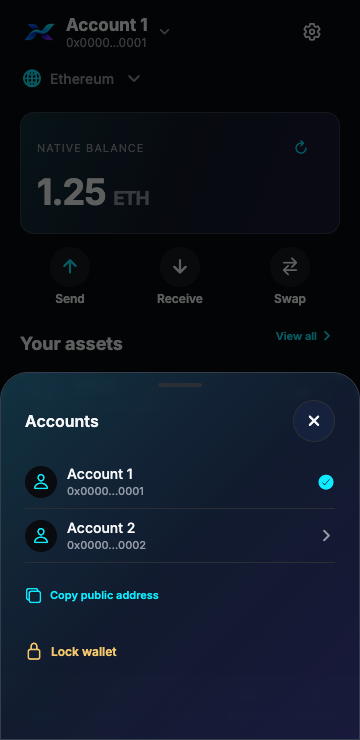 Account 1
0x0000...0001
Ethereum
NATIVE BALANCE
1.25 ETH
Send
Receive
Swap
Your assets
View all
Accounts
Account 1
0x0000...0001
Account 2
0x0000...0002
Copy public address
Lock wallet